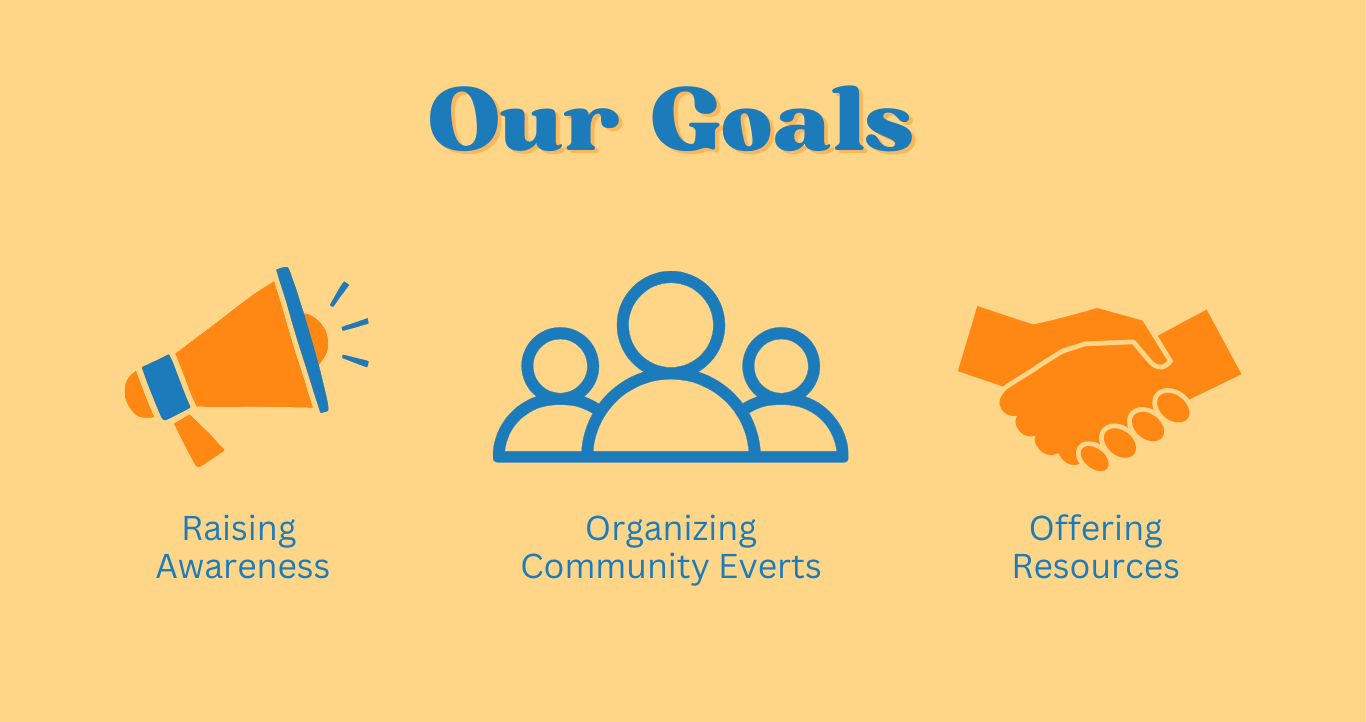 Our Goals
Raising
Awareness
Organizing
Community Everts
Offering
Resources